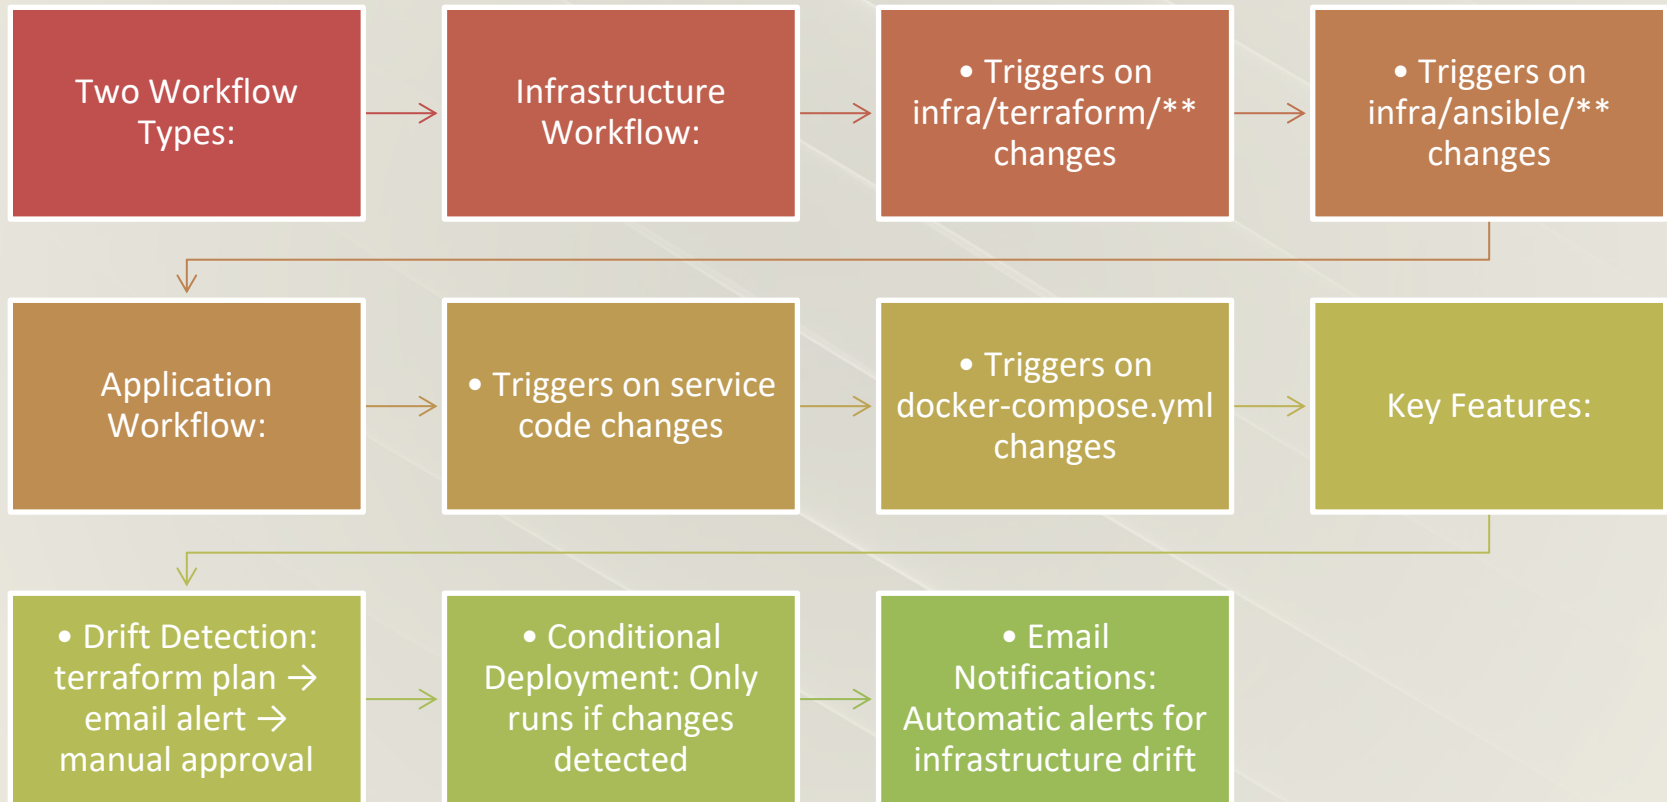 Two Workflow
Types:
Infrastructure
Workflow:
• Triggers on
infra/terraform/**
changes
• Triggers on
infra/ansible/**
changes
Application
Workflow:
• Triggers on service
code changes
• Triggers on
docker-compose.yml
changes
Key Features:
• Drift Detection:
terraform plan →
email alert →
manual approval
• Conditional
Deployment: Only
runs if changes
detected
• Email
Notifications:
Automatic alerts for
infrastructure drift